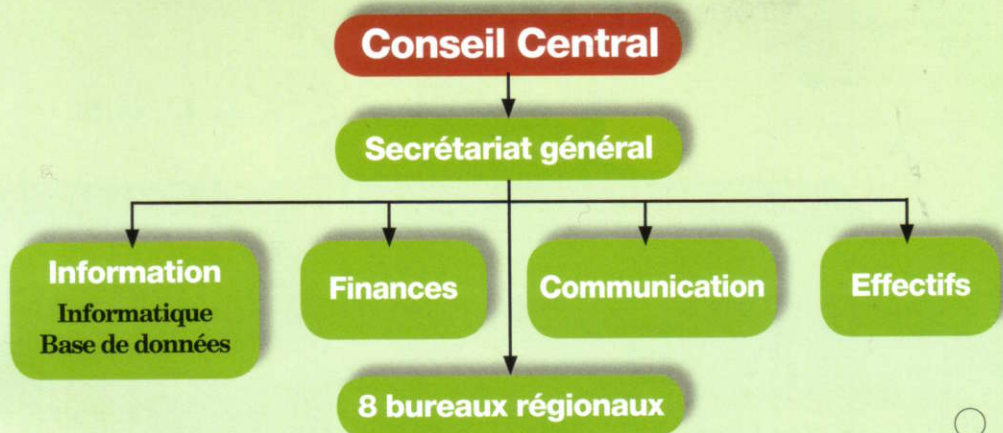 Conseil Central
Secrétariat général
Information
Informatique
Base de données
Finances
Communication
Effectifs
8 bureaux régionaux